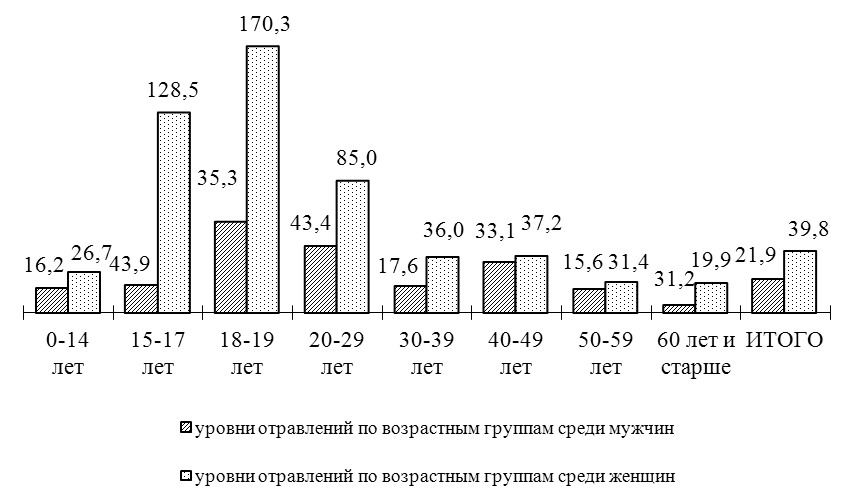 170,3
128,5
85,0
35,3
43,4
16,2 26,7 43,9 17,6 36,0 33,1 37,2 15,6 31,4 31,2 19,9 21,9 39,8
0-14 15-17 18-19 20-29 30-39 40-49 50-59 60 лет и ИТОГО
лет лет лет лет лет лет лет старше
уровни отравлений по возрастным группам среди мужчин
уровни отравлений по возрастным группам среди женщин